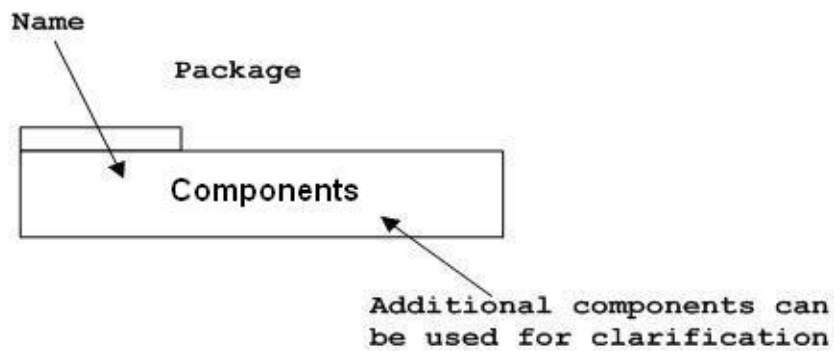 Name
Package
Components
Additional components can
be used for clarification